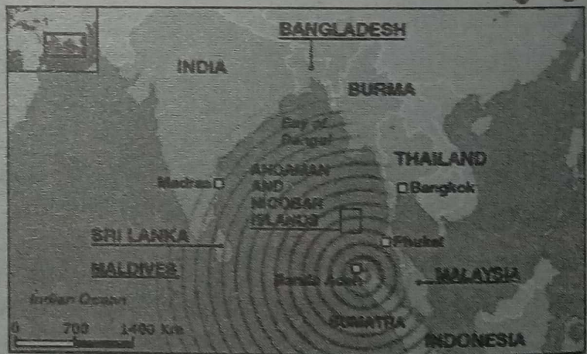 BANGLADESH
INDIA
BURMA
Bay of
Bengal
THAILAND
ANDAMAN
AND
NICOBAR
ISLANDS
Madras
Bangkok
SRI LANKA
Phuket
MALDIVES
Banda Aceh
MALAYSIA
Indian Ocean
SUMATRA
0 700 1400 Km
INDONESIA